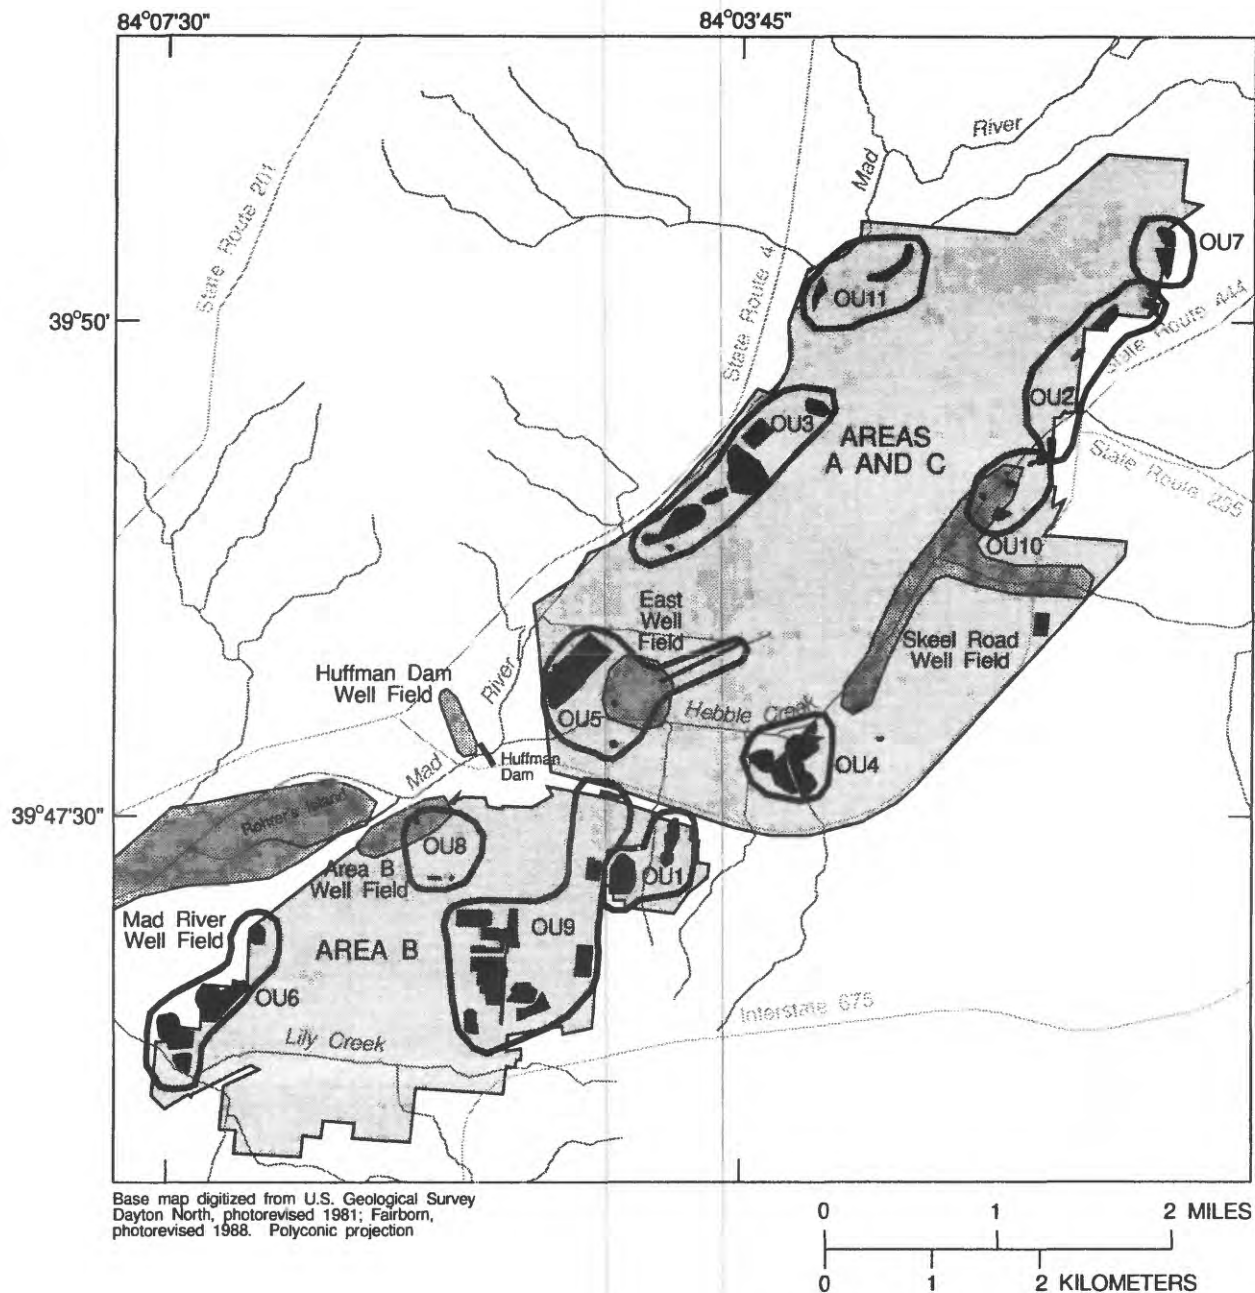 84°07'30"
84°03'45"
River
Mad
State Route 201
State Route 4
OU7
OU11
39°50'
State Route 444
OU2
OU3
AREAS
A AND C
State Route 235
OU10
East
Well
Field
Skeel Road
Well Field
Huffman Dam
Well Field
River
Hebble Creek
OU5
Huffman
Dam
OU4
Mad
39°47'30"
Rohrer's Island
OU8
Area B
Well Field
OU1
Mad River
Well Field
OU9
AREA B
OU6
Interstate 675
Lily Creek
Base map digitized from U.S. Geological Survey
Dayton North, photorevised 1981; Fairborn,
photorevised 1988. Polyconic projection
0 1 2 MILES
0 1 2 KILOMETERS